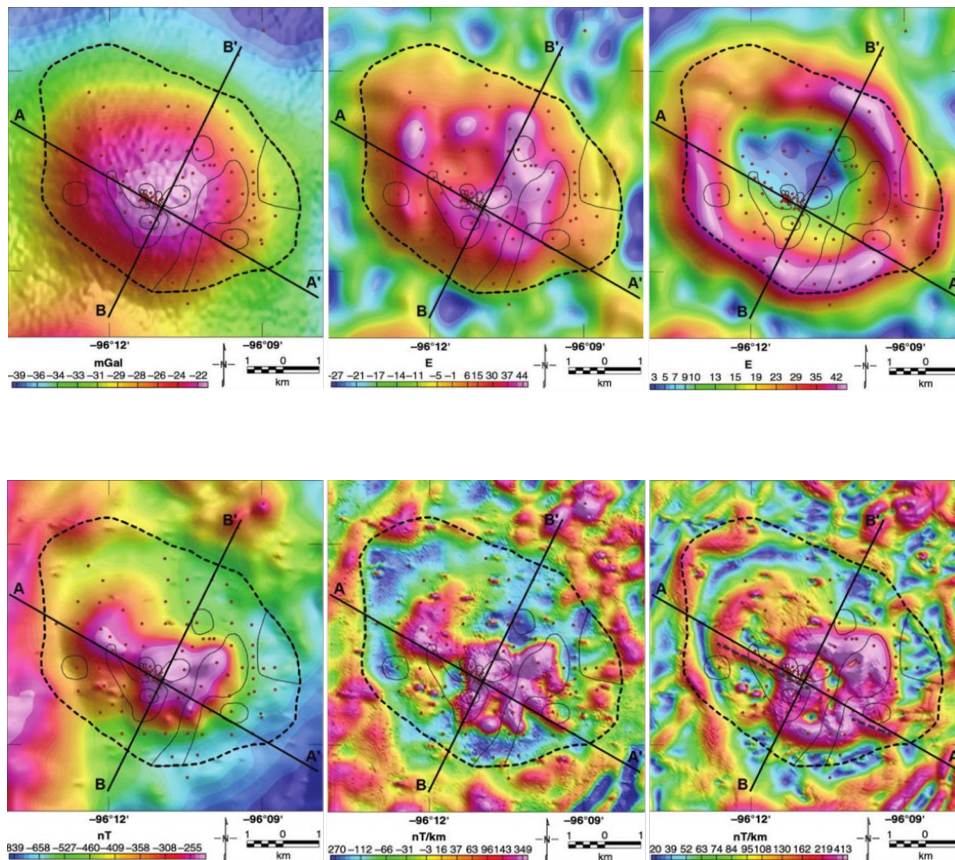 B'
A
A'
B
B'
A
A'
B
B'
A
A'
B
−96°12' −96°09'
mGal
−39 −36 −34 −33 −31 −29 −28 −26 −24 −22
−N−
1 0 1
km
−96°12' −96°09'
E
−27 −21 −17 −14 −11 −5 −1 6 15 30 37 44
−N−
1 0 1
km
−96°12' −96°09'
E
3 5 7 9 10 13 15 19 23 29 35 42
−N−
1 0 1
km
B'
A
A'
B
B'
A
A'
B
B'
A
A'
B
−96°12' −96°09'
nT
839 −658 −527 −460 −409 −358 −308 −255
−N−
1 0 1
km
−96°12' −96°09'
nT/km
270 −112 −66 −31 −3 16 37 63 96 143 349
−N−
1 0 1
km
−96°12' −96°09'
nT/km
20 39 52 63 74 84 95 108 130 162 219 413
−N−
1 0 1
km